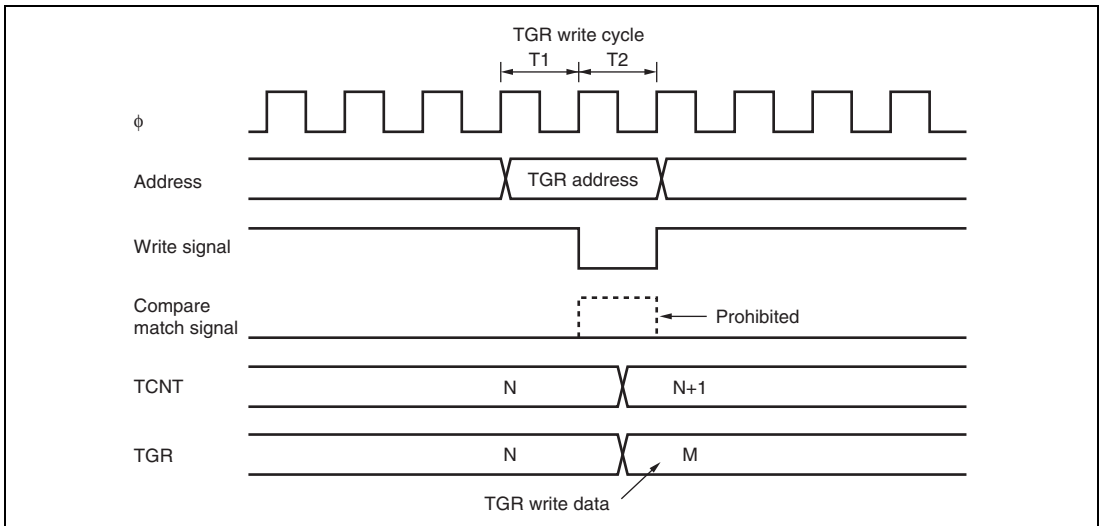 TGR write cycle
T1 T2
ϕ
Address TGR address
Write signal
Compare
match signal Prohibited
TCNT N N+1
TGR N M
TGR write data